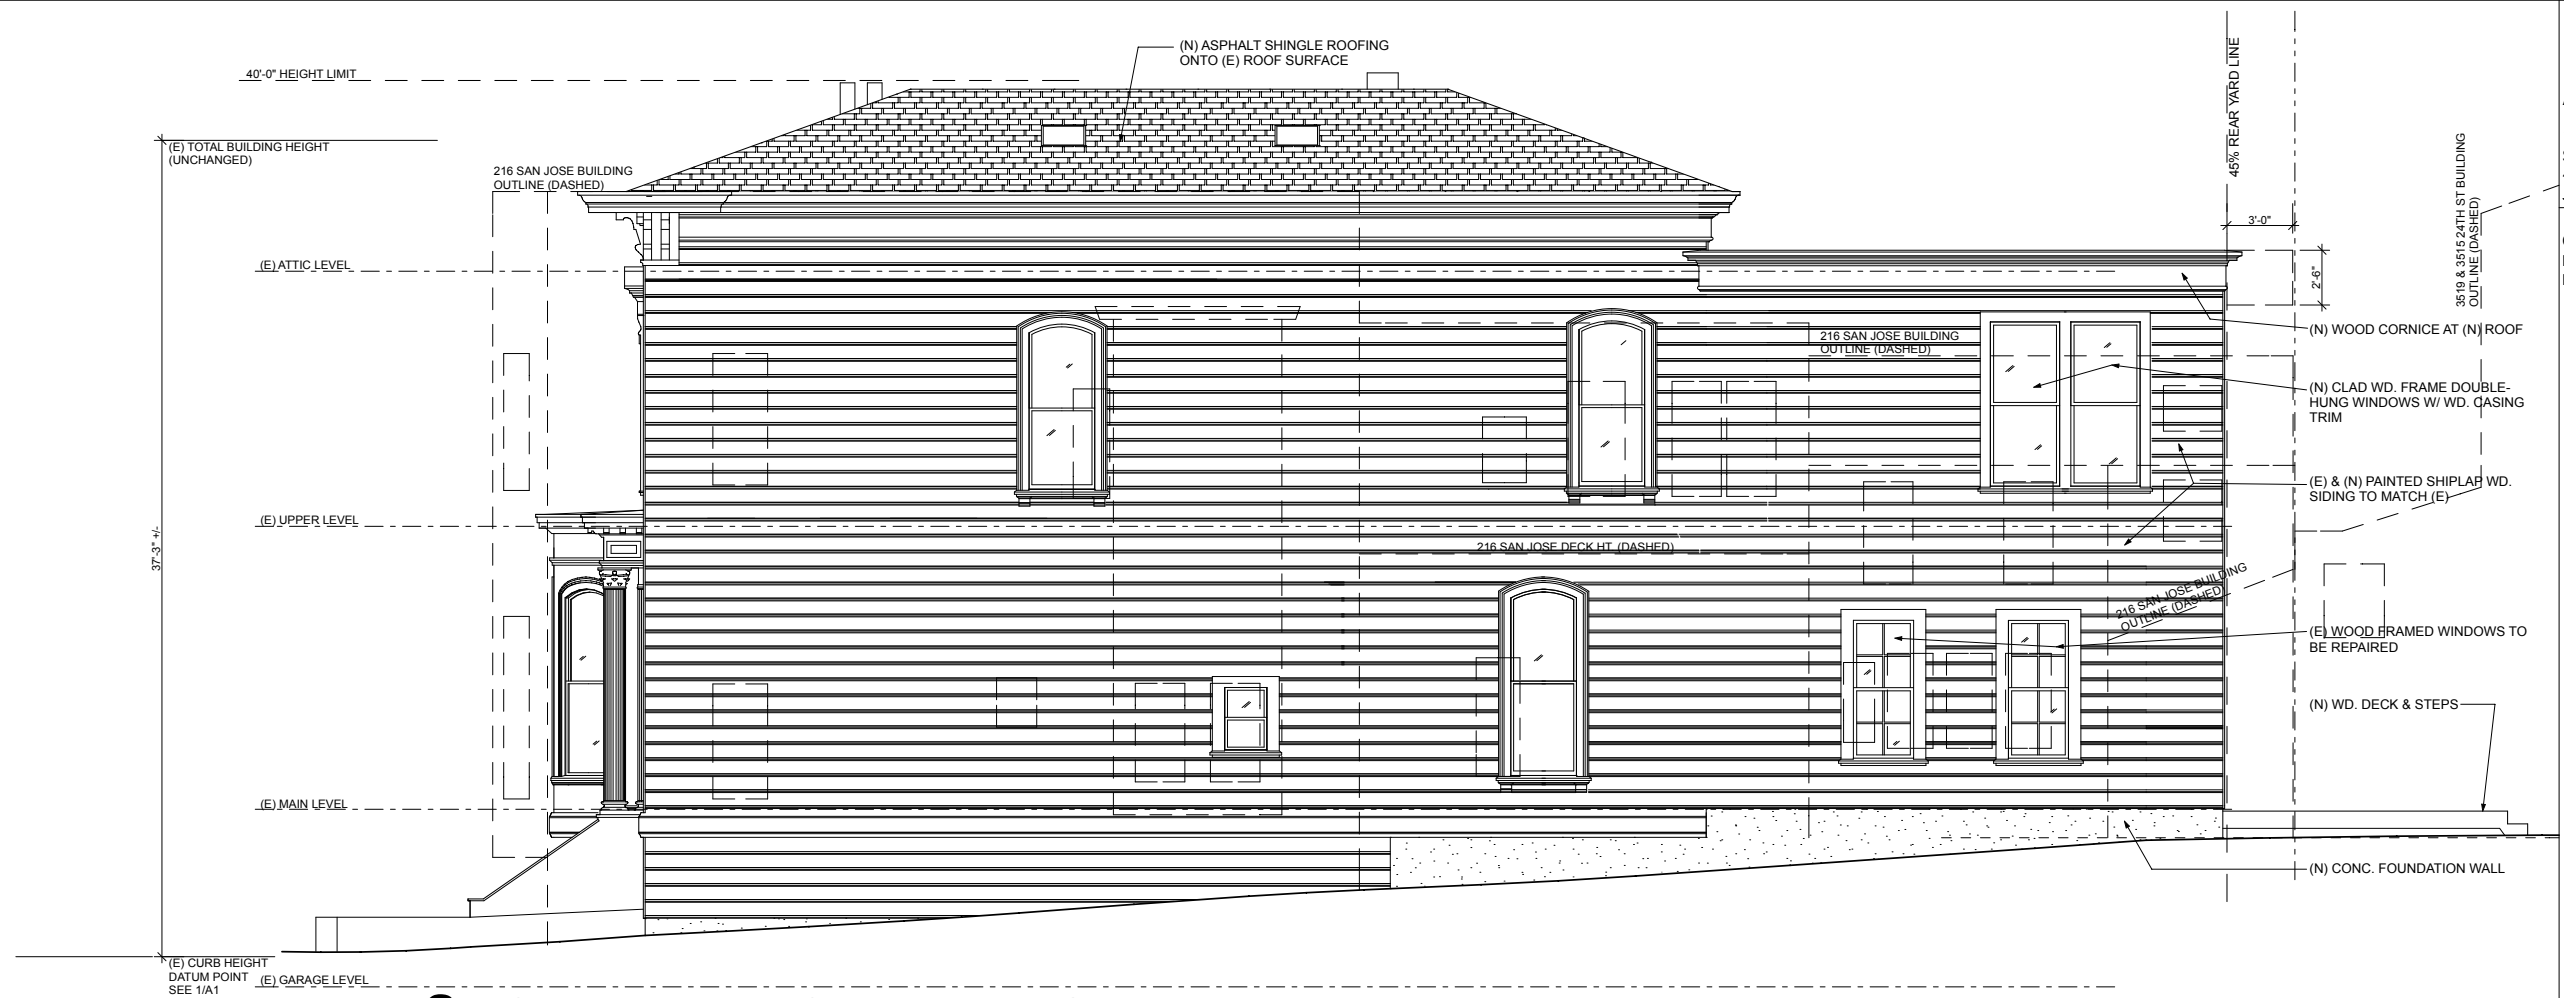 (N) ASPHALT SHINGLE ROOFING
ONTO (E) ROOF SURFACE
40'-0" HEIGHT LIMIT
(E) TOTAL BUILDING HEIGHT
(UNCHANGED)
216 SAN JOSE BUILDING
OUTLINE (DASHED)
45% REAR YARD LINE
3519 & 3515 24TH ST BUILDING
OUTLINE (DASHED)
3'-0"
2'-6"
(E) ATTIC LEVEL
(N) WOOD CORNICE AT (N) ROOF
216 SAN JOSE BUILDING
OUTLINE (DASHED)
(N) CLAD WD. FRAME DOUBLE-
HUNG WINDOWS W/ WD. CASING
TRIM
(E) & (N) PAINTED SHIPLAP WD.
SIDING TO MATCH (E)
(E) UPPER LEVEL
37'-3" +/-
216 SAN JOSE DECK HT. (DASHED)
216 SAN JOSE BUILDING
OUTLINE (DASHED)
(E) WOOD FRAMED WINDOWS TO
BE REPAIRED
(N) WD. DECK & STEPS
(E) MAIN LEVEL
(N) CONC. FOUNDATION WALL
(E) CURB HEIGHT
DATUM POINT
SEE 1/A1
(E) GARAGE LEVEL